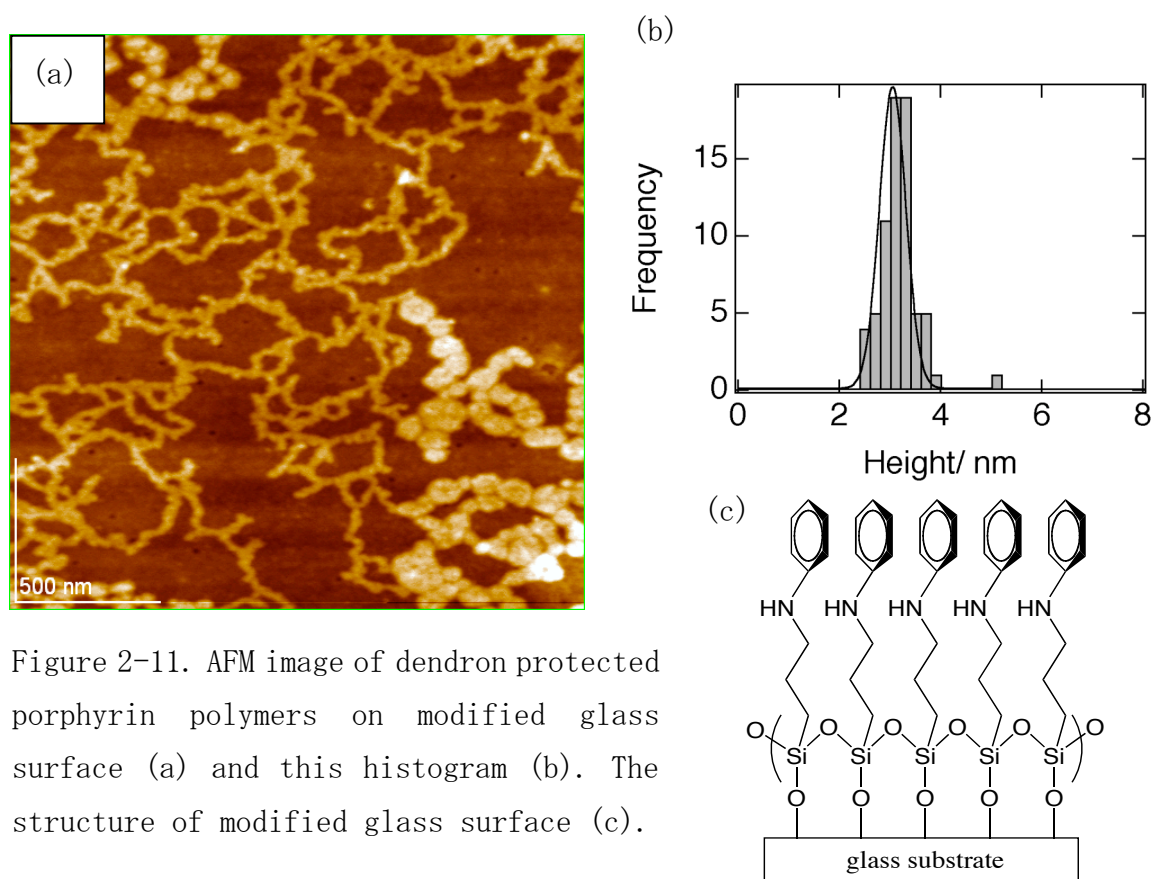 (a)
500 nm
(b)
Frequency
15
10
5
0
0 2 4 6 8
Height/ nm
(c)
HN HN HN HN HN
O O O O O O
Si Si Si Si Si
O O O O O
glass substrate
Figure 2-11. AFM image of dendron protected
porphyrin polymers on modified glass
surface (a) and this histogram (b). The
structure of modified glass surface (c).